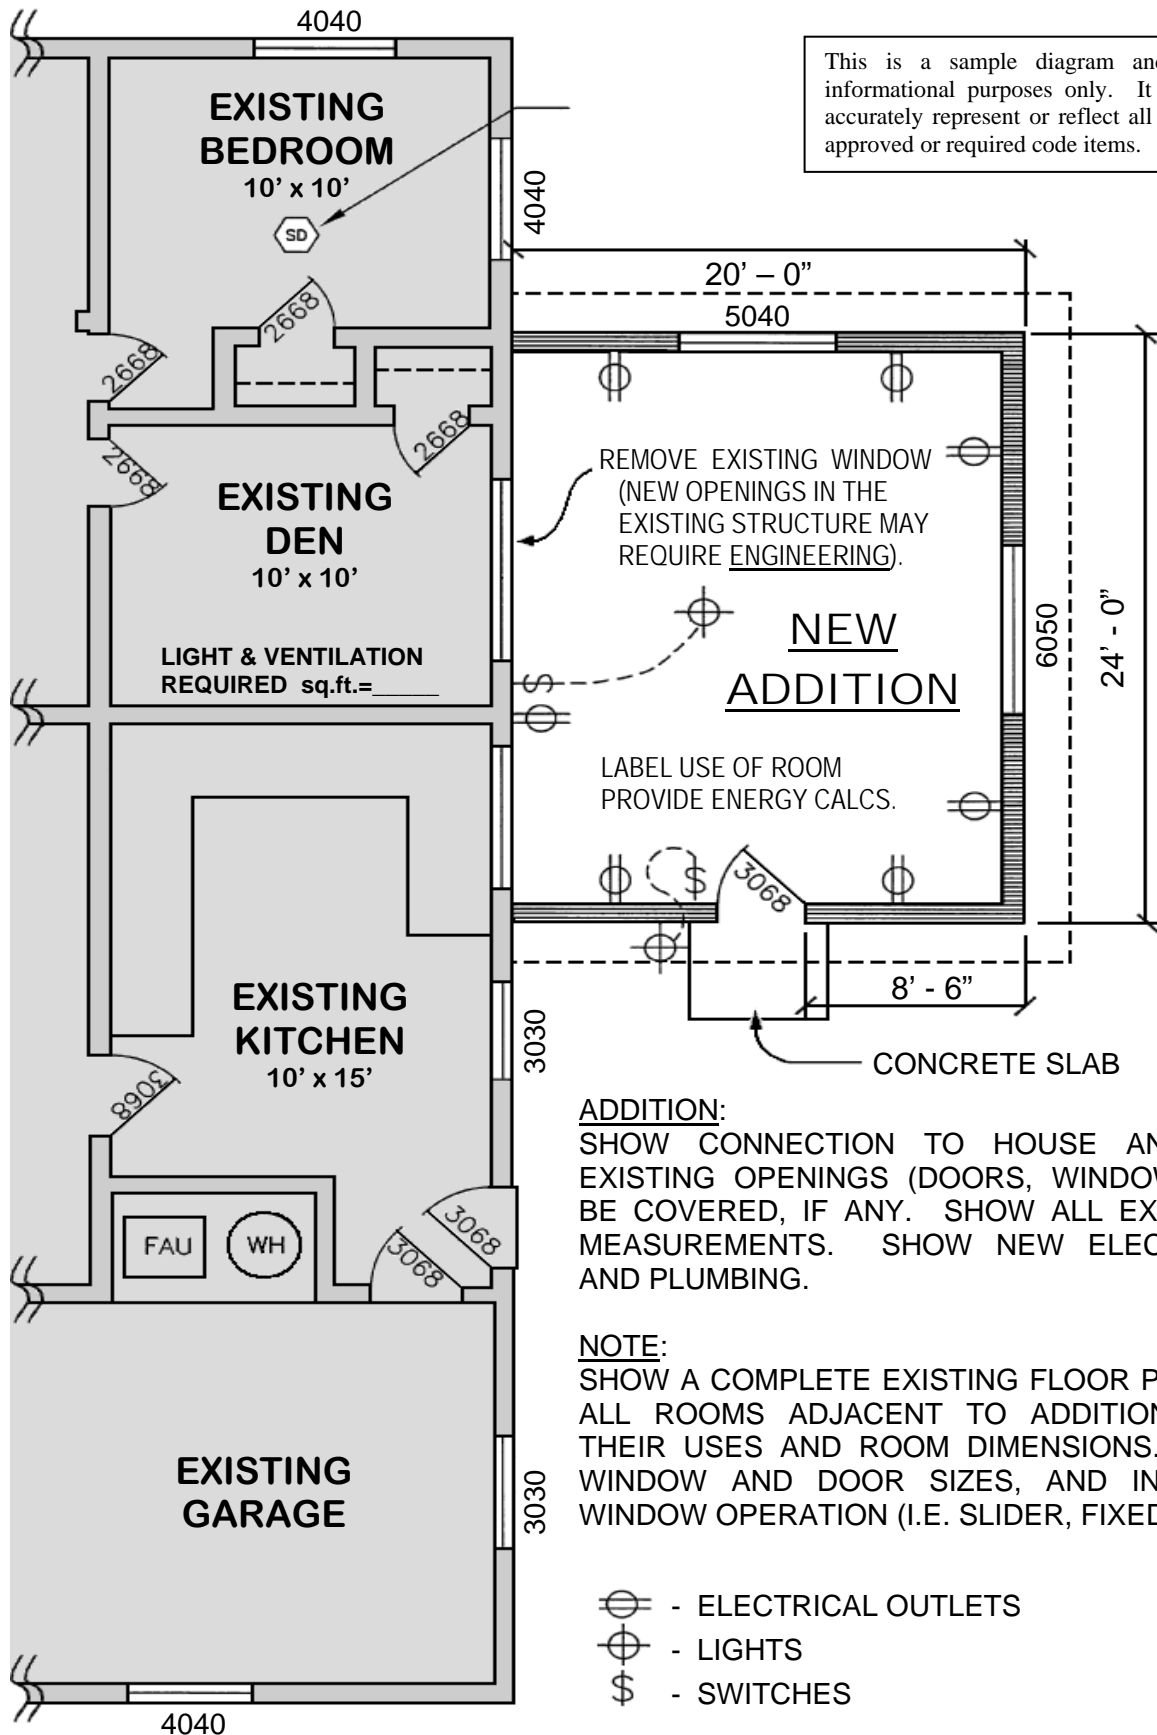 4040
This is a sample diagram and
informational purposes only. It
accurately represent or reflect all
approved or required code items.
EXISTING
BEDROOM
10’ x 10’
SD
4040
20’ – 0”
5040
2668
2668
2668
2668
EXISTING
DEN
10’ x 10’
LIGHT & VENTILATION
REQUIRED sq.ft.=_____
REMOVE EXISTING WINDOW
(NEW OPENINGS IN THE
EXISTING STRUCTURE MAY
REQUIRE ENGINEERING).
NEW
ADDITION
6050
24’ - 0”
$
LABEL USE OF ROOM
PROVIDE ENERGY CALCS.
$
3068
8’ - 6”
CONCRETE SLAB
EXISTING
KITCHEN
10’ x 15’
3030
3068
FAU
WH
3068
3068
ADDITION:
SHOW CONNECTION TO HOUSE AN
EXISTING OPENINGS (DOORS, WINDOW
BE COVERED, IF ANY. SHOW ALL EX
MEASUREMENTS. SHOW NEW ELEC
AND PLUMBING.
NOTE:
SHOW A COMPLETE EXISTING FLOOR P
ALL ROOMS ADJACENT TO ADDITION
THEIR USES AND ROOM DIMENSIONS.
WINDOW AND DOOR SIZES, AND IN
WINDOW OPERATION (I.E. SLIDER, FIXED
EXISTING
GARAGE
3030
4040
- ELECTRICAL OUTLETS
- LIGHTS
$ - SWITCHES